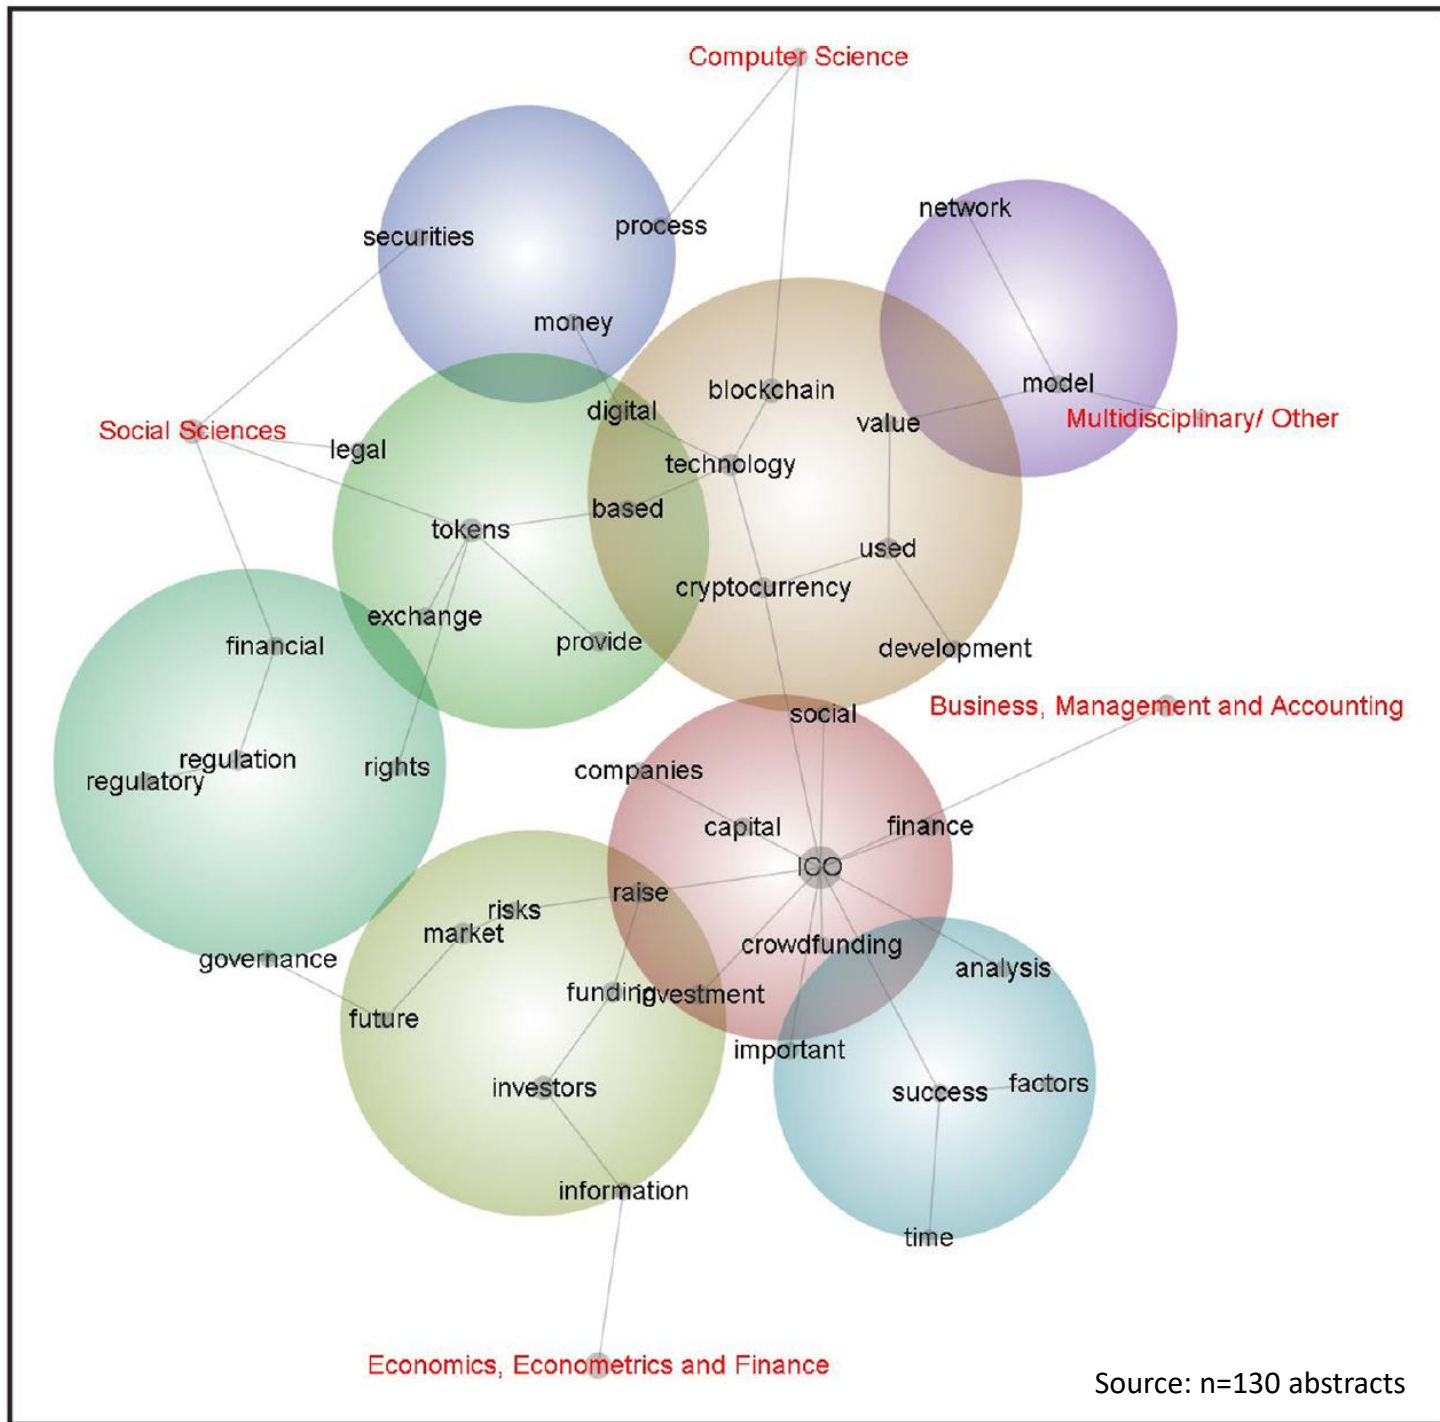 Computer Science
network
securities
process
money
blockchain
model
digital
value
Multidisciplinary/ Other
Social Sciences
legal
technology
based
tokens
used
cryptocurrency
exchange
provide
development
financial
Business, Management and Accounting
social
regulation
regulatory
rights
companies
capital
finance
ICO
raise
risks
market
crowdfunding
governance
analysis
funding
investment
future
important
investors
success
factors
information
time
Economics, Econometrics and Finance
Source: n=130 abstracts